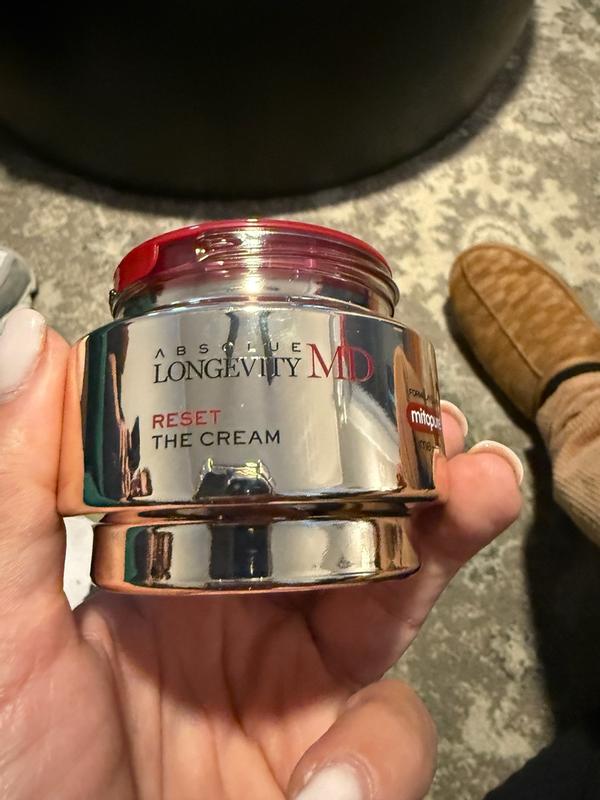 ABSOLUE
LONGEVITY MD
RESET
THE CREAM
mitopure